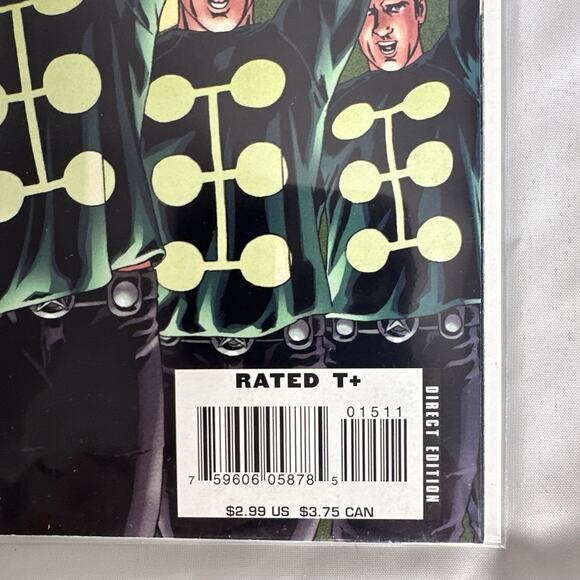 RATED T+
01511
7 59606 05878 5
$2.99 US $3.75 CAN
DIRECT EDITION